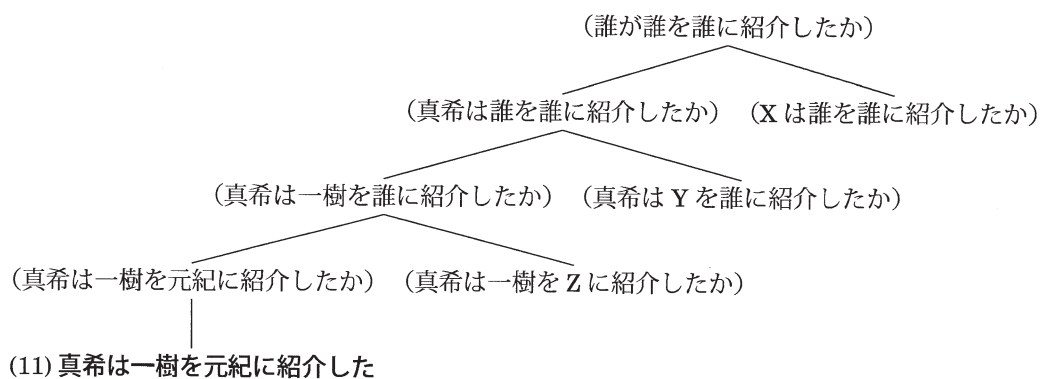 （誰が誰を誰に紹介したか）
（真希は誰を誰に紹介したか） （X は誰を誰に紹介したか）
（真希は一樹を誰に紹介したか） （真希は Y を誰に紹介したか）
（真希は一樹を元紀に紹介したか） （真希は一樹を Z に紹介したか）
(11) 真希は一樹を元紀に紹介した